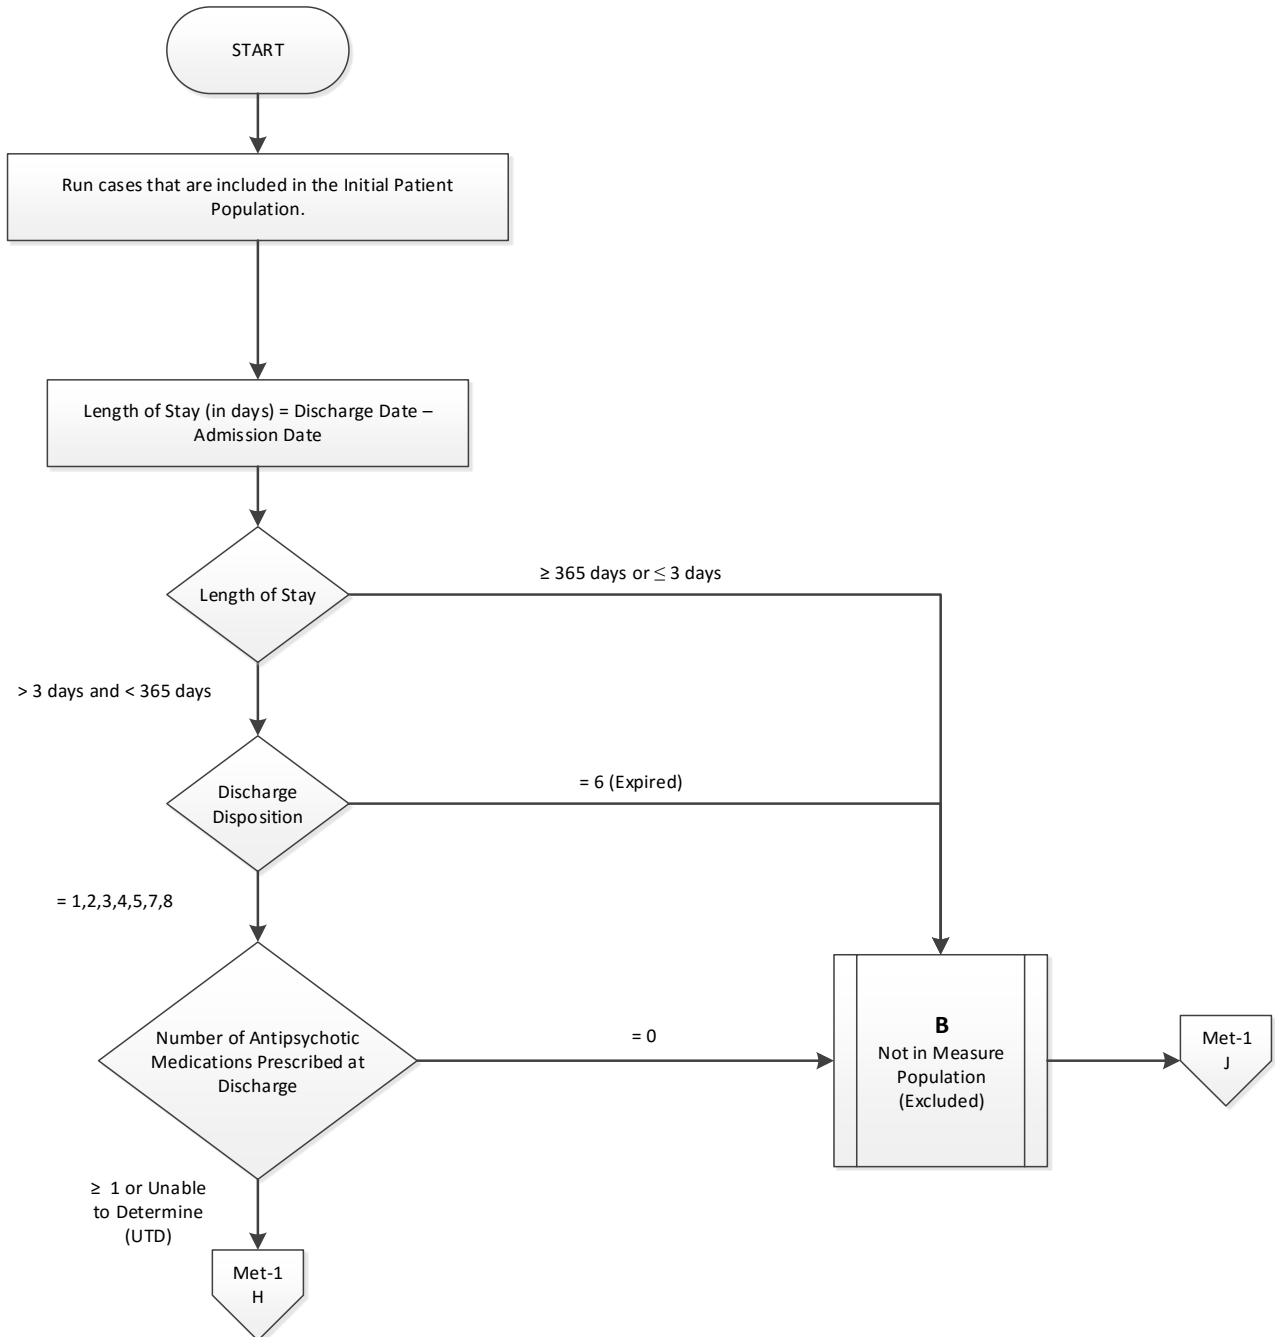 START
Run cases that are included in the Initial Patient
Population.
Length of Stay (in days) = Discharge Date –
Admission Date
≥ 365 days or ≤ 3 days
Length of Stay
> 3 days and < 365 days
= 6 (Expired)
Discharge
Disposition
= 1,2,3,4,5,7,8
Number of Antipsychotic
Medications Prescribed at
Discharge
= 0
B
Not in Measure
Population
(Excluded)
Met-1
J
≥ 1 or Unable
to Determine
(UTD)
Met-1
H